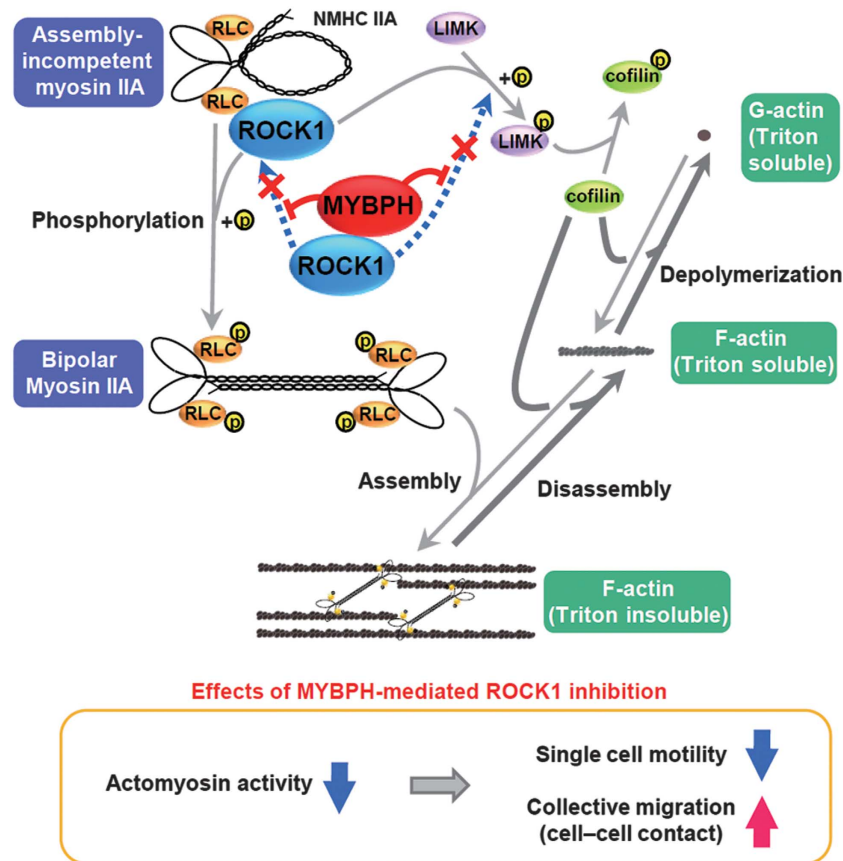 Assembly-
incompetent
myosin IIA
RLC
NMHC IIA
RLC
ROCK1
LIMK
+p
LIMK
p
cofilin
p
G-actin
(Triton
soluble)
MYBPH
ROCK1
cofilin
Phosphorylation
+p
Depolymerization
Bipolar
Myosin IIA
RLC
p
RLC
p
RLC
p
RLC
p
F-actin
(Triton soluble)
Assembly
Disassembly
F-actin
(Triton insoluble)
Effects of MYBPH-mediated ROCK1 inhibition
Actomyosin activity
Single cell motility
Collective migration
(cell–cell contact)